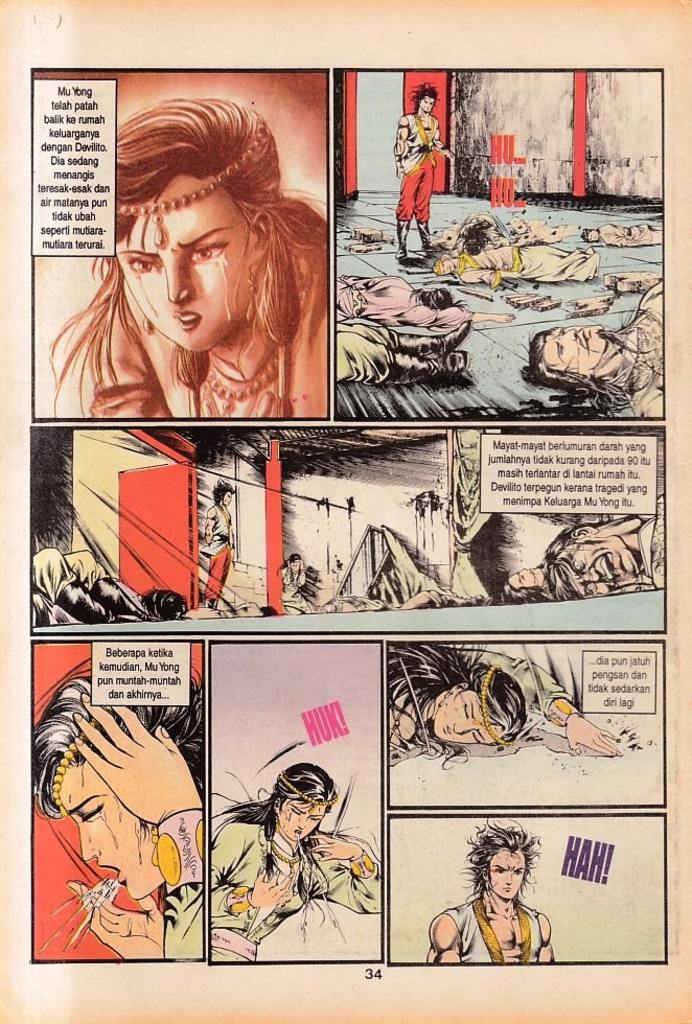 Mu Yong
telah patah
balik ke rumah
keluarganya
dengan Devilito.
Dia sedang
menangis
teresak-esak dan
air matanya pun
tidak ubah
seperti mutiara-
mutiara terurai.
HU...
HU...
Mayat-mayat berlumuran darah yang
jumlahnya tidak kurang daripada 90 itu
masih terlantar di lantai rumah itu.
Devilito terpegun kerana tragedi yang
menimpa Keluarga Mu Yong itu.
Beberapa ketika
kemudian, Mu Yong
pun muntah-muntah
dan akhirnya...
HUK!
...dia pun jatuh
pengsan dan
tidak sedarkan
diri lagi
HAH!
34